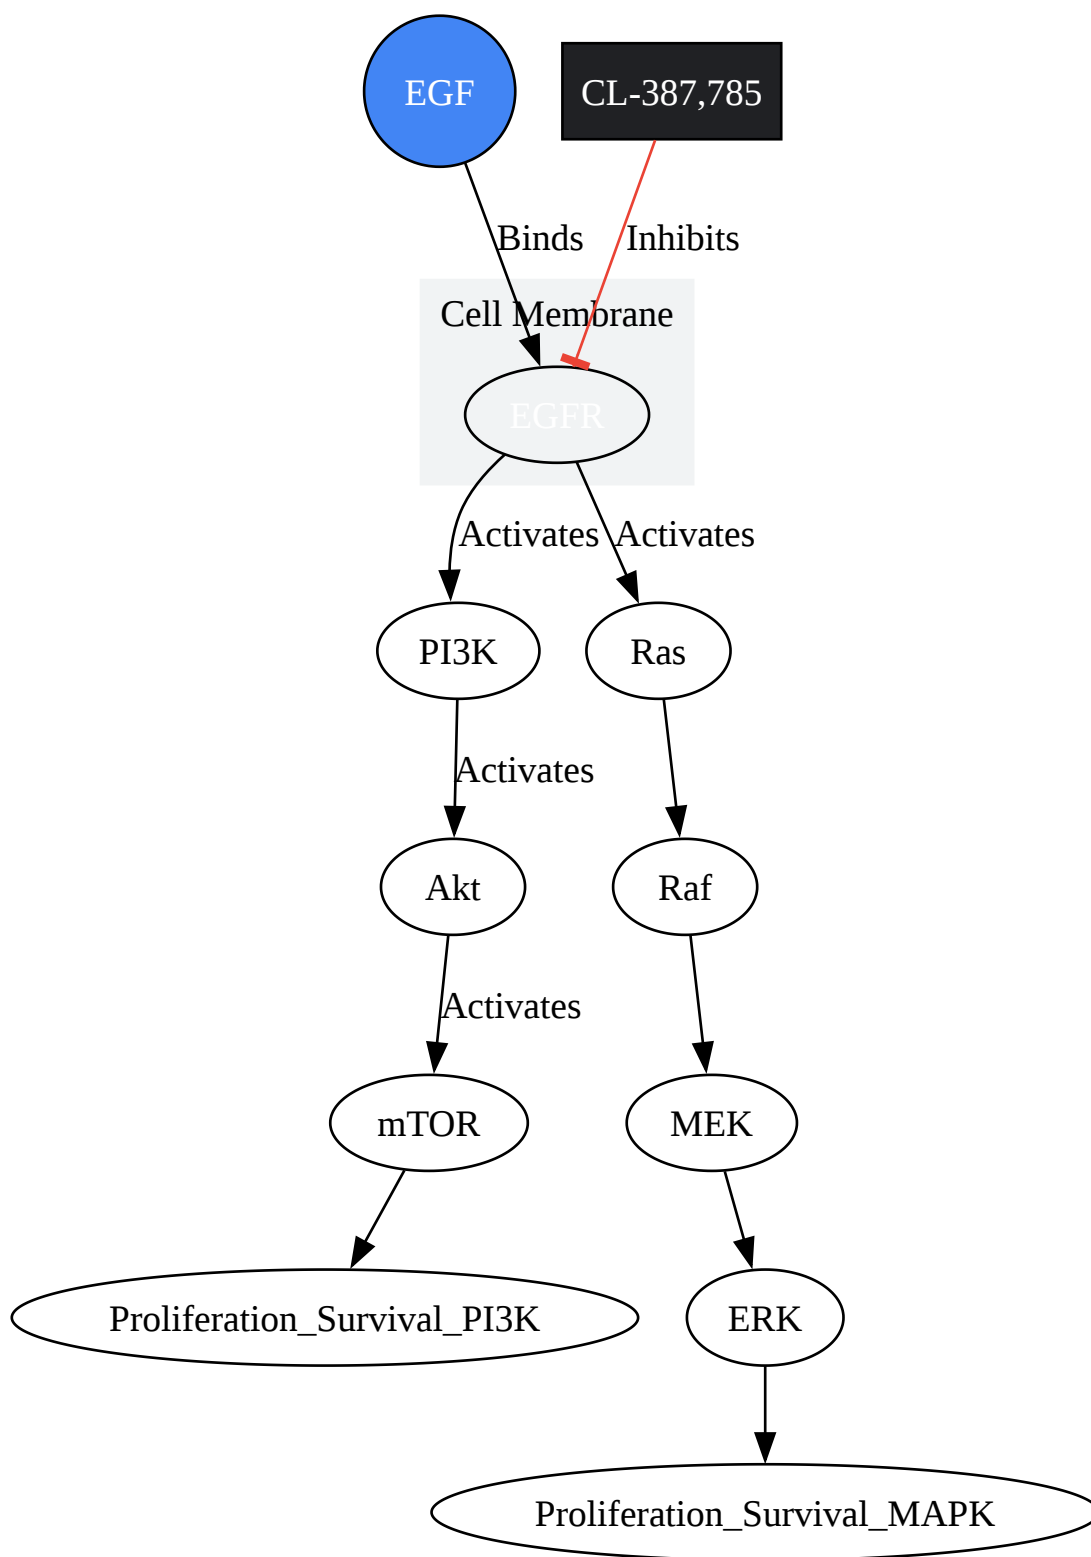 EGF
CL-387,785
Binds
Inhibits
Cell Membrane
EGFR
Activates
Activates
PI3K
Ras
Activates
Akt
Raf
Activates
mTOR
MEK
Proliferation_Survival_PI3K
ERK
Proliferation_Survival_MAPK